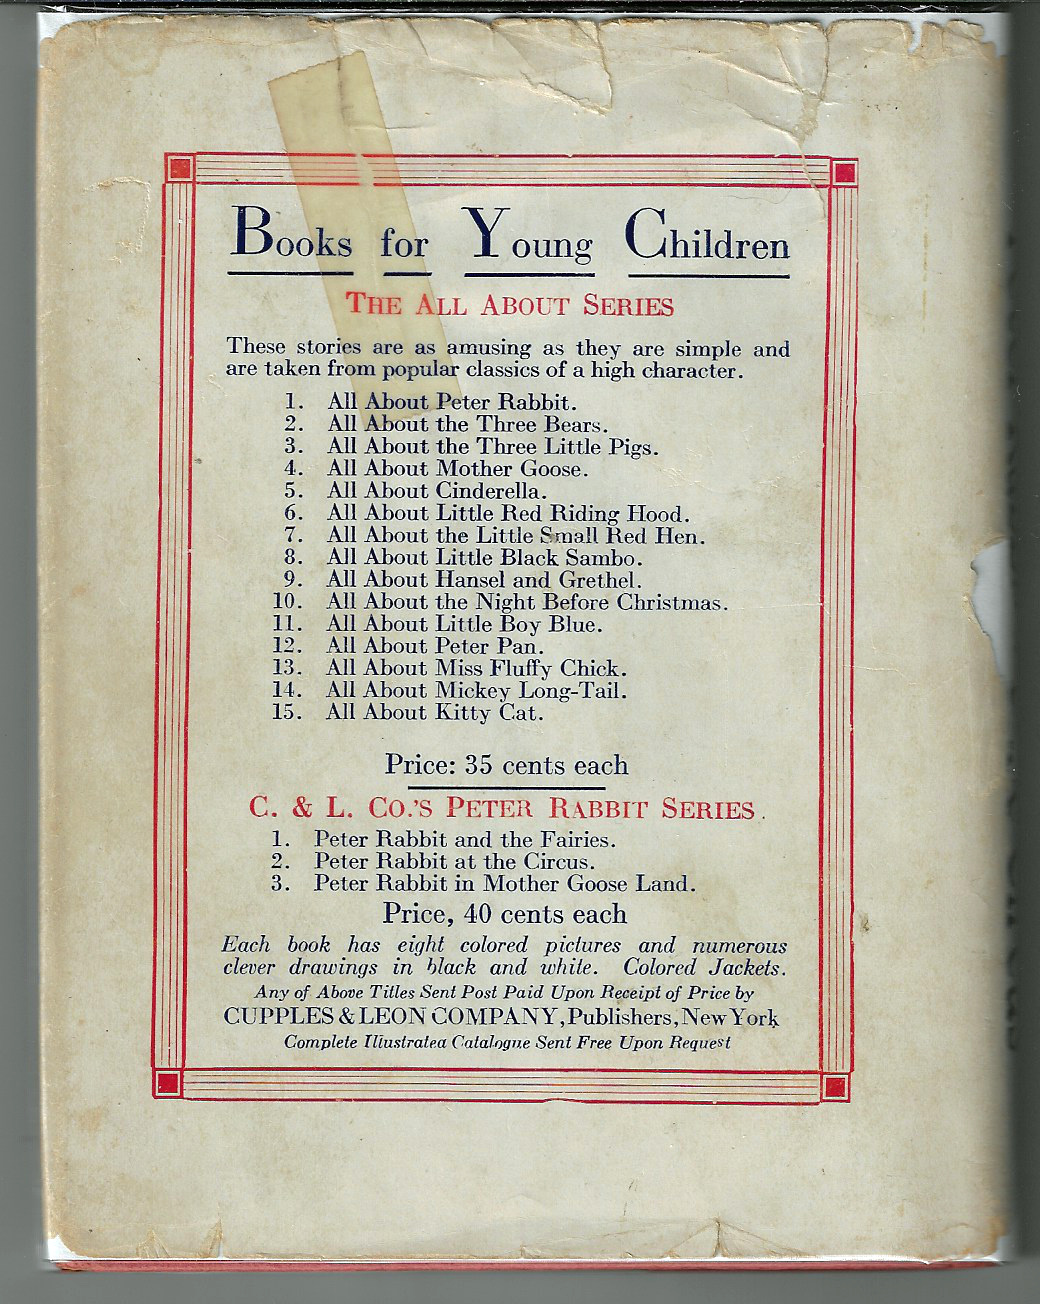 Books for Young Children
THE ALL ABOUT SERIES
These stories are as amusing as they are simple and
are taken from popular classics of a high character.
1. All About Peter Rabbit.
2. All About the Three Bears.
3. All About the Three Little Pigs.
4. All About Mother Goose.
5. All About Cinderella.
6. All About Little Red Riding Hood.
7. All About the Little Small Red Hen.
8. All About Little Black Sambo.
9. All About Hansel and Grethel.
10. All About the Night Before Christmas.
11. All About Little Boy Blue.
12. All About Peter Pan.
13. All About Miss Fluffy Chick.
14. All About Mickey Long-Tail.
15. All About Kitty Cat.
Price: 35 cents each
C. & L. CO.'S PETER RABBIT SERIES.
1. Peter Rabbit and the Fairies.
2. Peter Rabbit at the Circus.
3. Peter Rabbit in Mother Goose Land.
Price, 40 cents each
Each book has eight colored pictures and numerous
clever drawings in black and white. Colored Jackets.
Any of Above Titles Sent Post Paid Upon Receipt of Price by
CUPPLES & LEON COMPANY, Publishers, New York
Complete Illustrated Catalogue Sent Free Upon Request